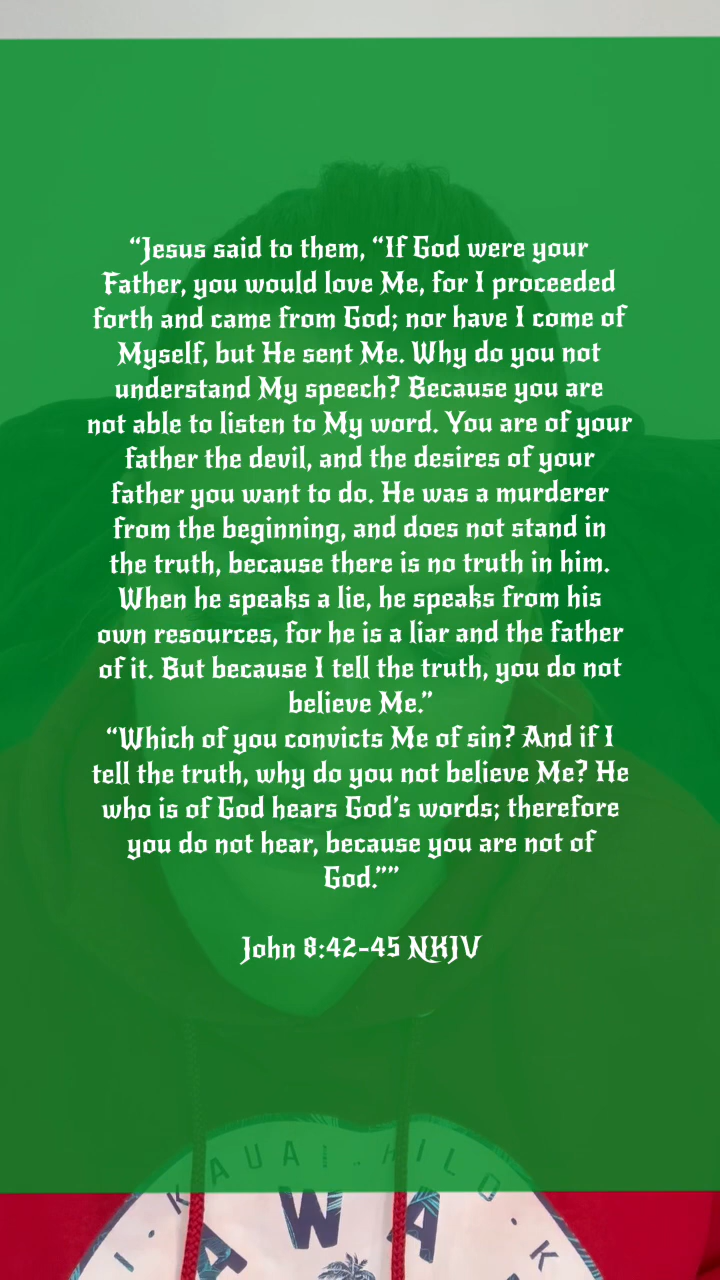 “Jesus said to them, “If God were your
Father, you would love Me, for I proceeded
forth and came from God; nor have I come of
Myself, but He sent Me. Why do you not
understand My speech? Because you are
not able to listen to My word. You are of your
father the devil, and the desires of your
father you want to do. He was a murderer
from the beginning, and does not stand in
the truth, because there is no truth in him.
When he speaks a lie, he speaks from his
own resources, for he is a liar and the father
of it. But because I tell the truth, you do not
believe Me.”
“Which of you convicts Me of sin? And if I
tell the truth, why do you not believe Me? He
who is of God hears God’s words; therefore
you do not hear, because you are not of
God.””
John 8:42-45 NKJV
I · KAUAI · HILO · K
AWA